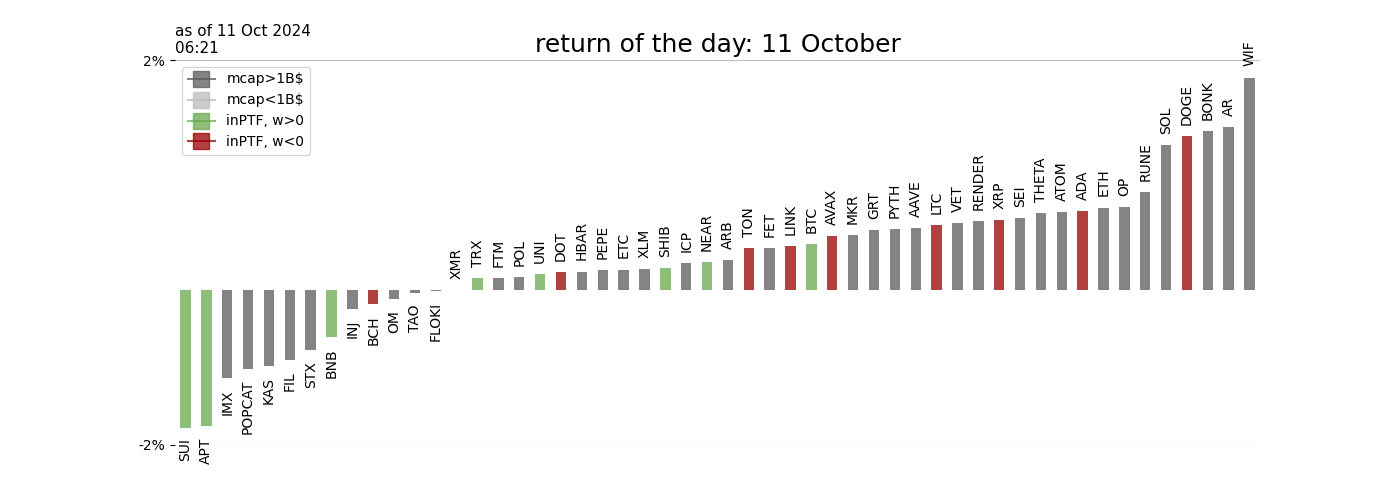 as of 11 Oct 2024
06:21
return of the day: 11 October
2%
mcap>1B$
mcap<1B$
inPTF, w>0
inPTF, w<0
-2%
SUI
APT
IMX
POPCAT
KAS
FIL
STX
BNB
INJ
BCH
OM
TAO
FLOKI
XMR
TRX
FTM
POL
UNI
DOT
HBAR
PEPE
ETC
XLM
SHIB
ICP
NEAR
ARB
TON
FET
LINK
BTC
AVAX
MKR
GRT
PYTH
AAVE
LTC
VET
RENDER
XRP
SEI
THETA
ATOM
ADA
ETH
OP
RUNE
SOL
DOGE
BONK
AR
WIF